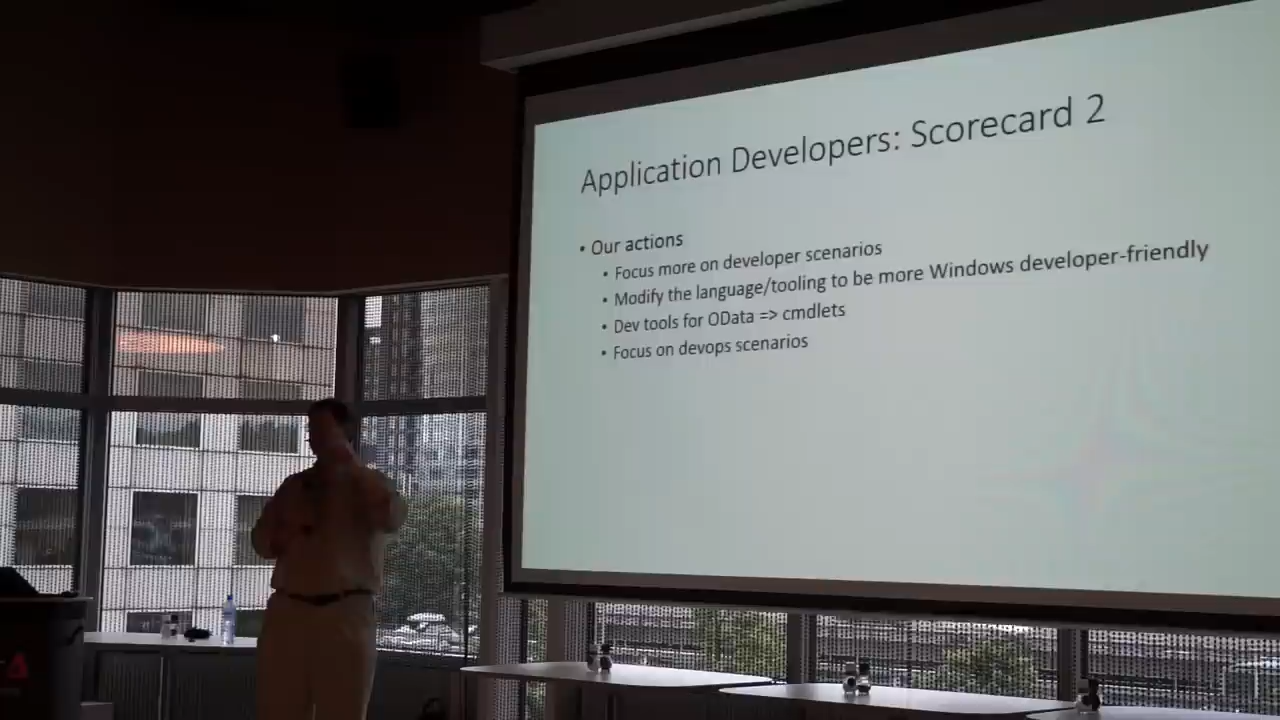 Application Developers: Scorecard 2
• Our actions
• Focus more on developer scenarios
• Modify the language/tooling to be more Windows developer-friendly
• Dev tools for OData => cmdlets
• Focus on devops scenarios